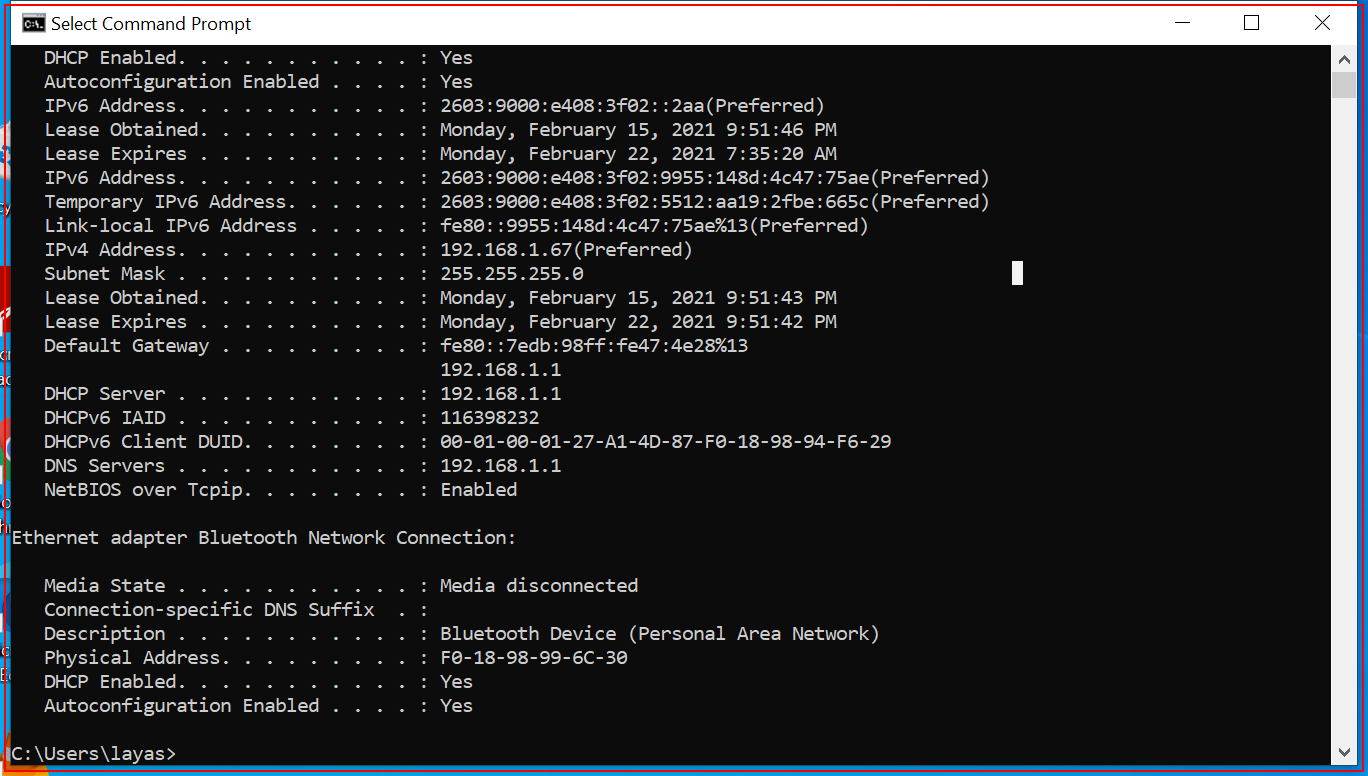 Select Command Prompt
DHCP Enabled. . . . . . . . . . . : Yes
Autoconfiguration Enabled . . . . : Yes
IPv6 Address. . . . . . . . . . . : 2603:9000:e408:3f02::2aa(Preferred)
Lease Obtained. . . . . . . . . . : Monday, February 15, 2021 9:51:46 PM
Lease Expires . . . . . . . . . . : Monday, February 22, 2021 7:35:20 AM
IPv6 Address. . . . . . . . . . . : 2603:9000:e408:3f02:9955:148d:4c47:75ae(Preferred)
Temporary IPv6 Address. . . . . . : 2603:9000:e408:3f02:5512:aa19:2fbe:665c(Preferred)
Link-local IPv6 Address . . . . . : fe80::9955:148d:4c47:75ae%13(Preferred)
IPv4 Address. . . . . . . . . . . : 192.168.1.67(Preferred)
Subnet Mask . . . . . . . . . . . : 255.255.255.0
Lease Obtained. . . . . . . . . . : Monday, February 15, 2021 9:51:43 PM
Lease Expires . . . . . . . . . . : Monday, February 22, 2021 9:51:42 PM
Default Gateway . . . . . . . . . : fe80::7edb:98ff:fe47:4e28%13
192.168.1.1
DHCP Server . . . . . . . . . . . : 192.168.1.1
DHCPv6 IAID . . . . . . . . . . . : 116398232
DHCPv6 Client DUID. . . . . . . . : 00-01-00-01-27-A1-4D-87-F0-18-98-94-F6-29
DNS Servers . . . . . . . . . . . : 192.168.1.1
NetBIOS over Tcpip. . . . . . . . : Enabled
Ethernet adapter Bluetooth Network Connection:
Media State . . . . . . . . . . . : Media disconnected
Connection-specific DNS Suffix  . :
Description . . . . . . . . . . . : Bluetooth Device (Personal Area Network)
Physical Address. . . . . . . . . : F0-18-98-99-6C-30
DHCP Enabled. . . . . . . . . . . : Yes
Autoconfiguration Enabled . . . . : Yes
C:\Users\layas>